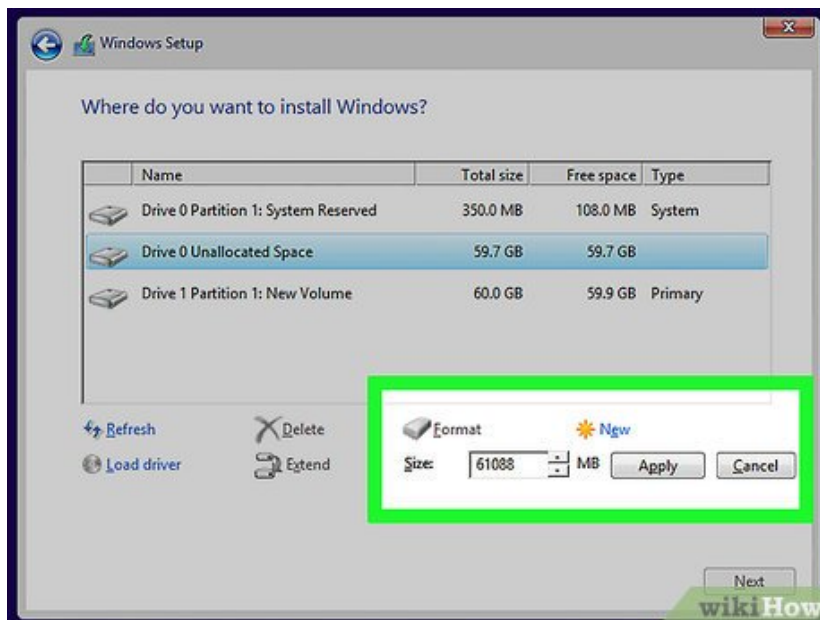 Windows Setup
Where do you want to install Windows?
Name Total size Free space Type
Drive 0 Partition 1: System Reserved 350.0 MB 108.0 MB System
Drive 0 Unallocated Space 59.7 GB 59.7 GB
Drive 1 Partition 1: New Volume 60.0 GB 59.9 GB Primary
Refresh Delete Format New
Load driver Extend Size: 61088 MB Apply Cancel
Next
wikiHow